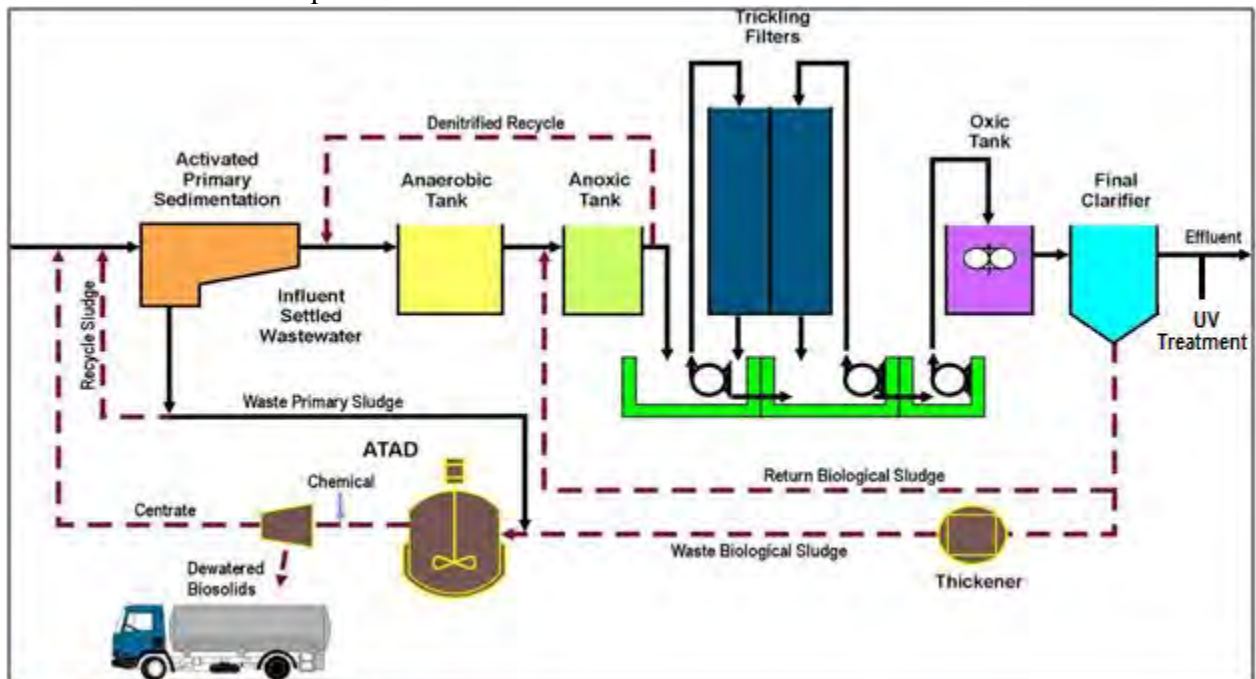 Trickling
Filters
Denitrified Recycle
Oxic
Tank
Activated
Primary
Sedimentation
Anaerobic
Tank
Anoxic
Tank
Final
Clarifier
Effluent
Influent
Settled
Wastewater
UV
Treatment
Recycle Sludge
Waste Primary Sludge
ATAD
Chemical
Return Biological Sludge
Centrate
Waste Biological Sludge
Dewatered
Biosolids
Thickener